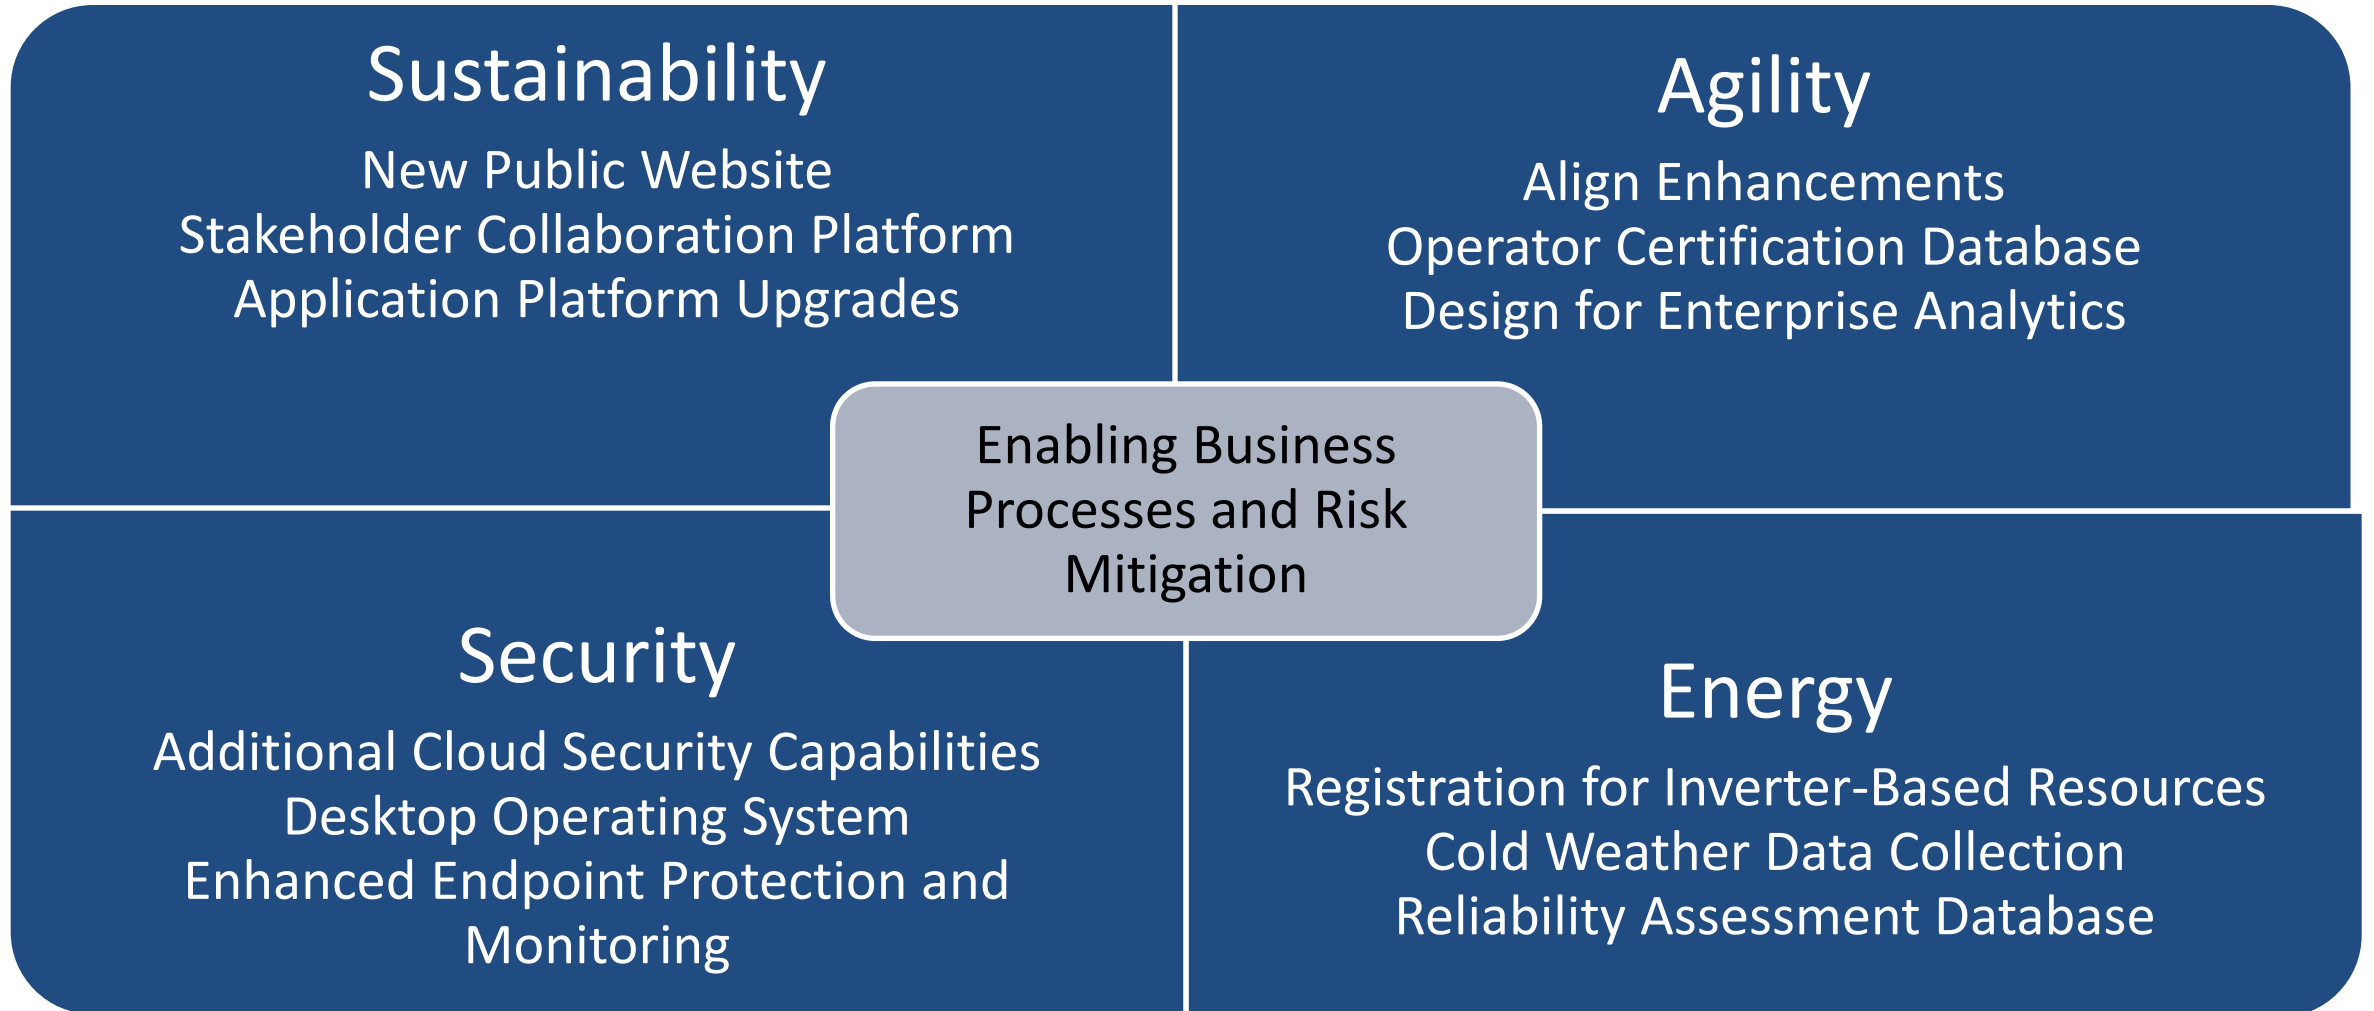 Sustainability
New Public Website
Stakeholder Collaboration Platform
Application Platform Upgrades
Agility
Align Enhancements
Operator Certification Database
Design for Enterprise Analytics
Enabling Business
Processes and Risk
Mitigation
Security
Additional Cloud Security Capabilities
Desktop Operating System
Enhanced Endpoint Protection and
Monitoring
Energy
Registration for Inverter-Based Resources
Cold Weather Data Collection
Reliability Assessment Database